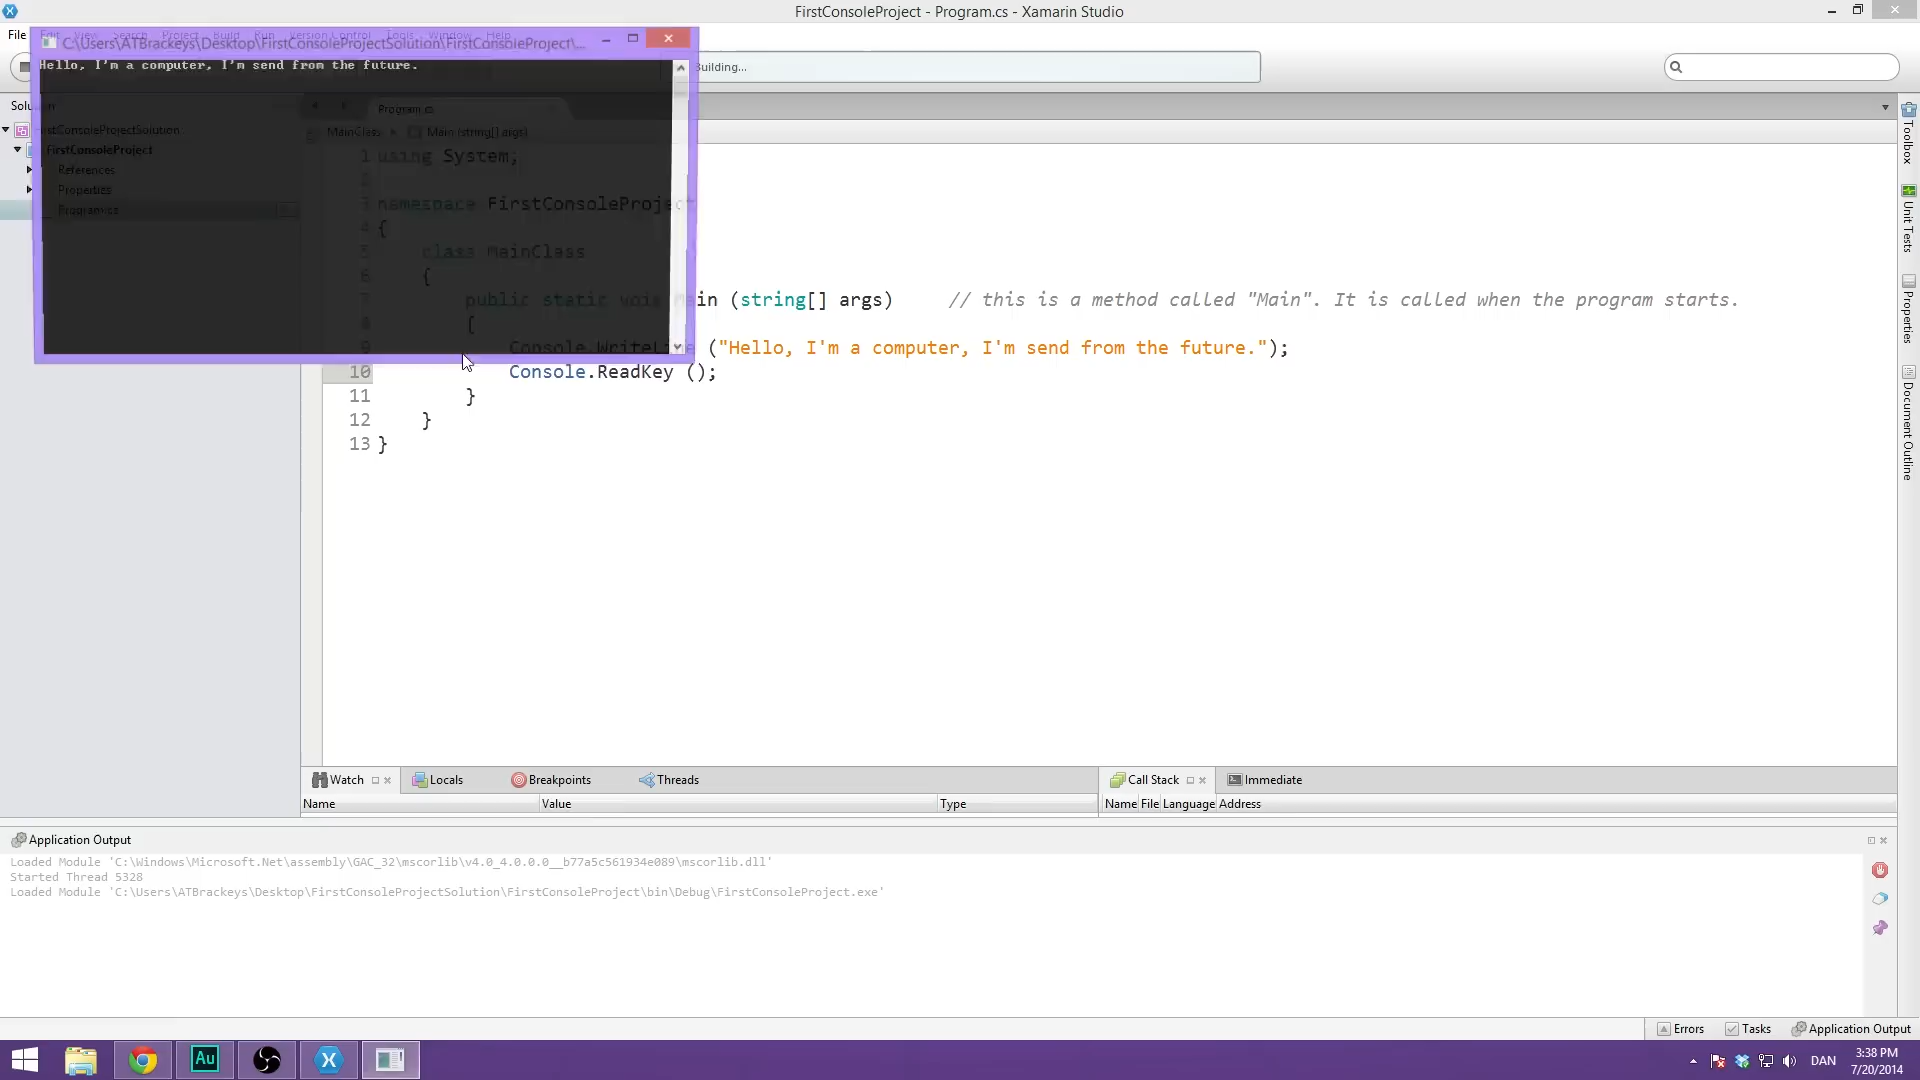 FirstConsoleProject - Program.cs - Xamarin Studio
File Edit View Search Project Build Run Version Control Tools Window Help
C:\Users\ATBrackeys\Desktop\FirstConsoleProjectSolution\FirstConsoleProject\...
Hello, I'm a computer, I'm send from the future.
Building...
Solution
FirstConsoleProjectSolution
FirstConsoleProject
References
Properties
Program.cs
Program.cs
MainClass
Main (string[] args)
1 using System;
3 namespace FirstConsoleProject
4 {
5 class MainClass
6 {
7 public static void Main (string[] args) // this is a method called "Main". It is called when the program starts.
8 {
9 Console.WriteLine ("Hello, I'm a computer, I'm send from the future.");
10 Console.ReadKey ();
11 }
12 }
13 }
Toolbox
Unit Tests
Properties
Document Outline
Watch Locals Breakpoints Threads Call Stack Immediate
Name Value Type Name File Language Address
Application Output
Loaded Module 'C:\Windows\Microsoft.Net\assembly\GAC_32\mscorlib\v4.0_4.0.0.0__b77a5c561934e089\mscorlib.dll'
Started Thread 5328
Loaded Module 'C:\Users\ATBrackeys\Desktop\FirstConsoleProjectSolution\FirstConsoleProject\bin\Debug\FirstConsoleProject.exe'
Errors Tasks Application Output
Au
DAN
3:38 PM
7/20/2014